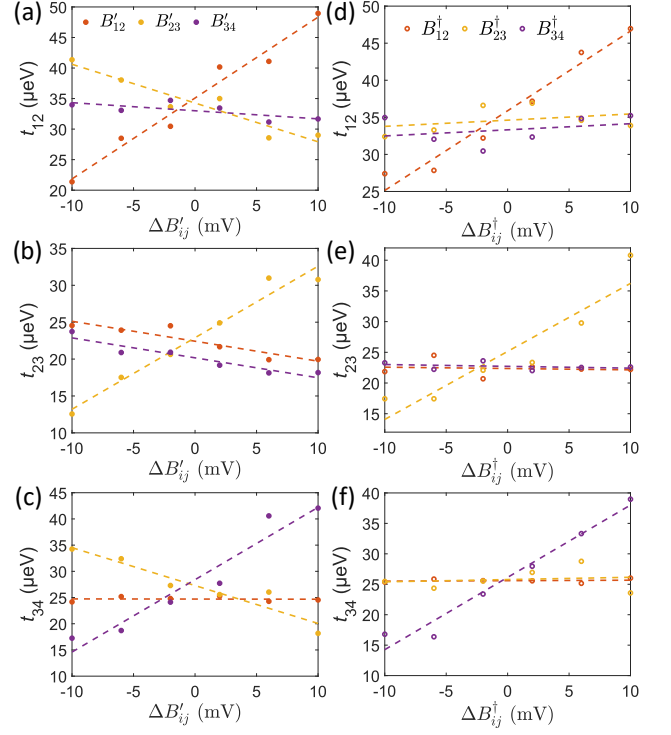 (a)
B′₁₂ B′₂₃ B′₃₄
t₁₂ (µeV)
50
45
40
35
30
25
20
-10 -5 0 5 10
ΔB′ᵢⱼ (mV)
(d)
B†₁₂ B†₂₃ B†₃₄
t₁₂ (µeV)
50
45
40
35
30
25
20
-10 -5 0 5 10
ΔB†ᵢⱼ (mV)
(b)
t₂₃ (µeV)
35
30
25
20
15
10
-10 -5 0 5 10
ΔB′ᵢⱼ (mV)
(e)
t₂₃ (µeV)
40
35
30
25
20
15
-10 -5 0 5 10
ΔB†ᵢⱼ (mV)
(c)
t₃₄ (µeV)
45
40
35
30
25
20
15
10
-10 -5 0 5 10
ΔB′ᵢⱼ (mV)
(f)
t₃₄ (µeV)
40
35
30
25
20
15
10
-10 -5 0 5 10
ΔB†ᵢⱼ (mV)